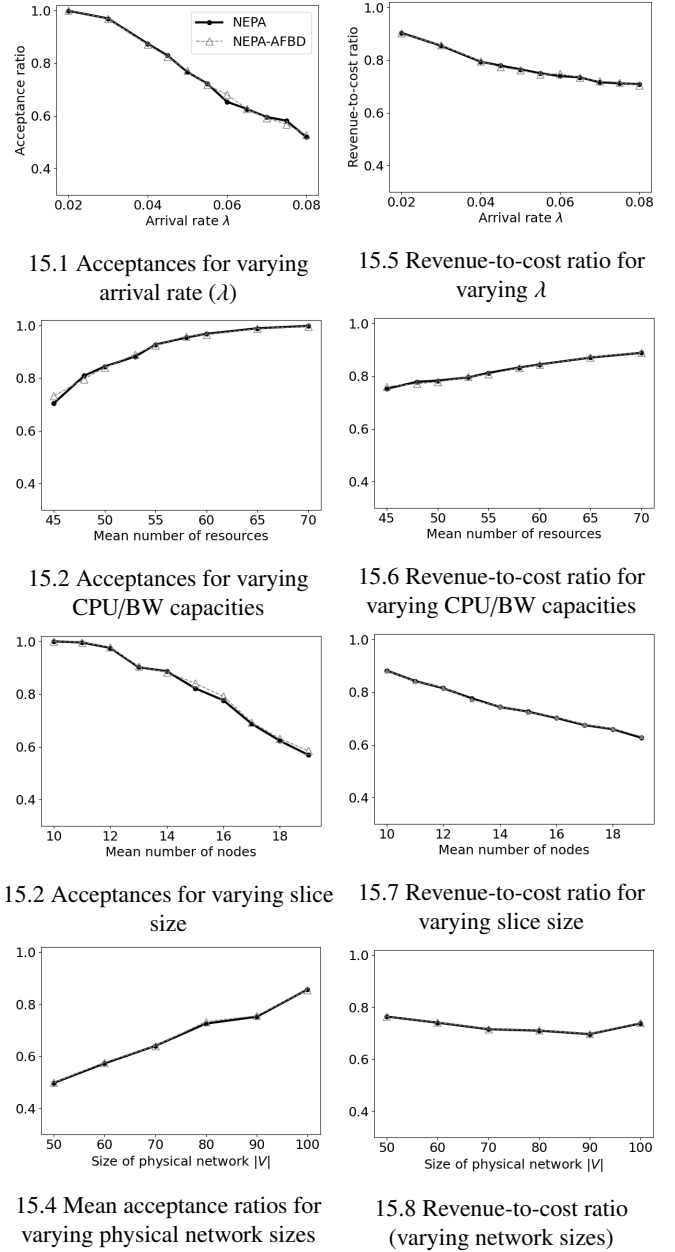 1.0
0.8
0.6
0.4
Acceptance ratio
NEPA
NEPA-AFBD
0.02 0.04 0.06 0.08
Arrival rate λ
15.1 Acceptances for varying
arrival rate (λ)
1.0
0.8
0.6
0.4
Revenue-to-cost ratio
0.02 0.04 0.06 0.08
Arrival rate λ
15.5 Revenue-to-cost ratio for
varying λ
1.0
0.8
0.6
0.4
45 50 55 60 65 70
Mean number of resources
15.2 Acceptances for varying
CPU/BW capacities
1.0
0.8
0.6
0.4
45 50 55 60 65 70
Mean number of resources
15.6 Revenue-to-cost ratio for
varying CPU/BW capacities
1.0
0.8
0.6
0.4
10 12 14 16 18
Mean number of nodes
15.2 Acceptances for varying slice
size
1.0
0.8
0.6
0.4
10 12 14 16 18
Mean number of nodes
15.7 Revenue-to-cost ratio for
varying slice size
1.0
0.8
0.6
0.4
50 60 70 80 90 100
Size of physical network |V|
15.4 Mean acceptance ratios for
varying physical network sizes
1.0
0.8
0.6
0.4
50 60 70 80 90 100
Size of physical network |V|
15.8 Revenue-to-cost ratio
(varying network sizes)